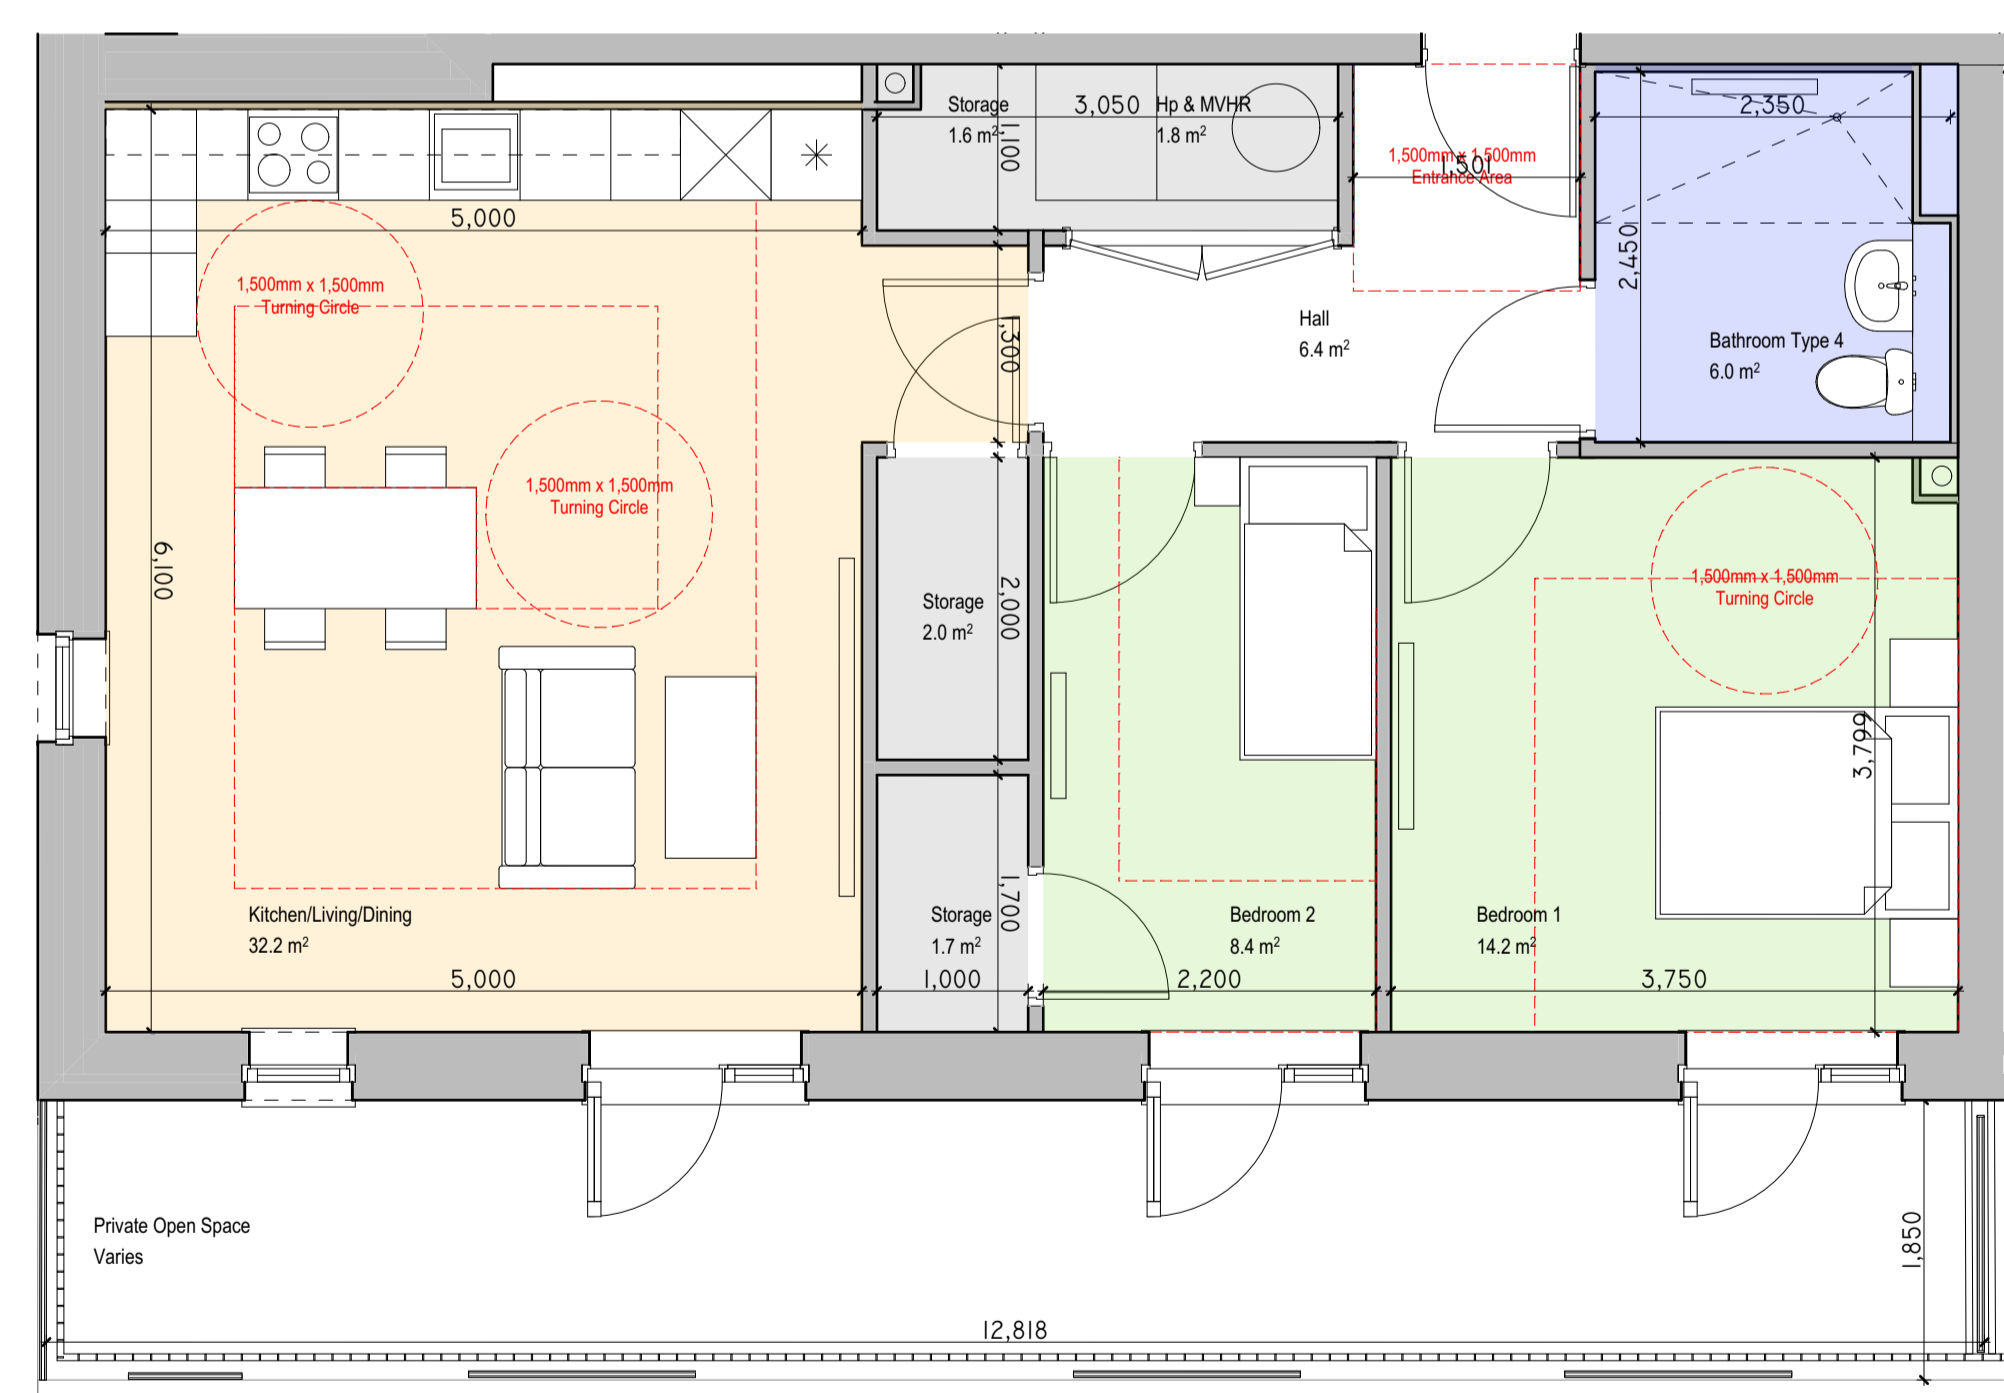 Storage
1.6 m²
3,050
Hp & MVHR
1.8 m²
1,100
1,500mm x 1,500mm
Entrance Area
1,501
2,350
5,000
2,450
1,500mm x 1,500mm
Turning Circle
1,300
Hall
6.4 m²
Bathroom Type 4
6.0 m²
1,500mm x 1,500mm
Turning Circle
6,100
Storage
2.0 m²
2,000
1,500mm x 1,500mm
Turning Circle
3,799
Kitchen/Living/Dining
32.2 m²
Storage
1.7 m²
1,700
Bedroom 2
8.4 m²
Bedroom 1
14.2 m²
5,000
1,000
2,200
3,750
Private Open Space
Varies
1,850
12,818